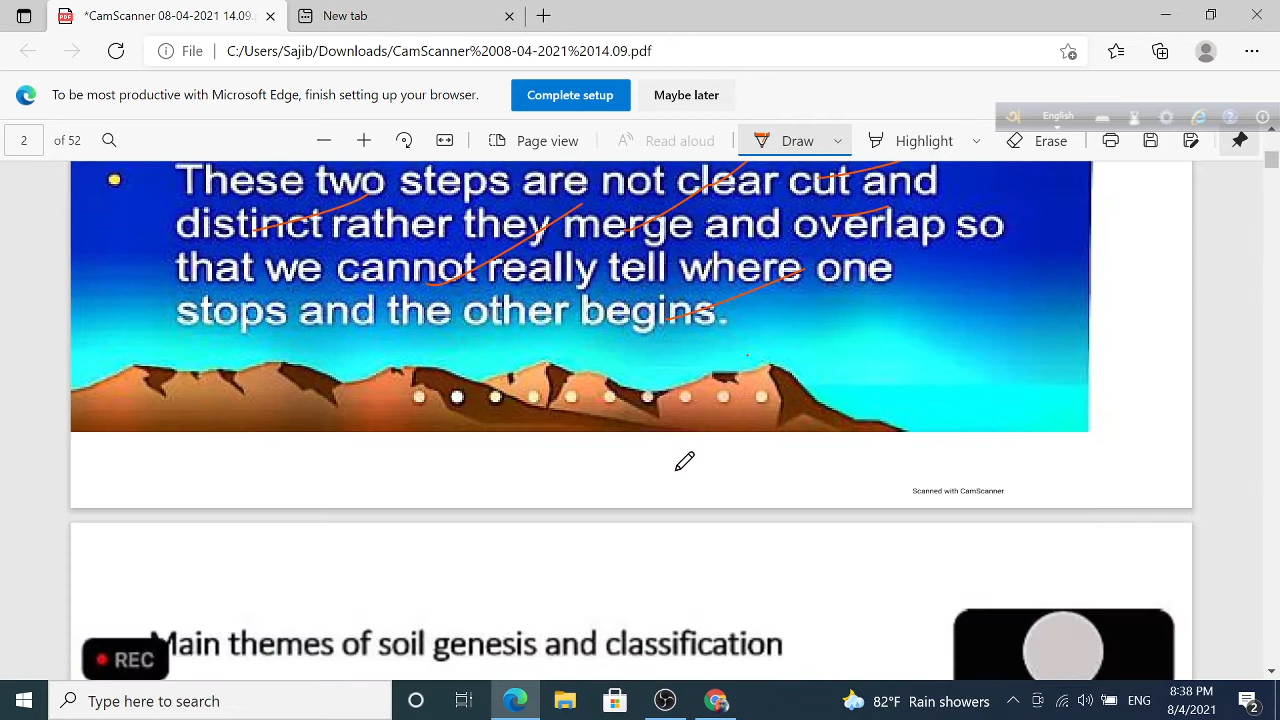 *CamScanner 08-04-2021 14.09.
New tab
File C:/Users/Sajib/Downloads/CamScanner%2008-04-2021%2014.09.pdf
To be most productive with Microsoft Edge, finish setting up your browser.
Complete setup
Maybe later
English
2 of 52
Page view
Read aloud
Draw
Highlight
Erase
These two steps are not clear cut and
distinct rather they merge and overlap so
that we cannot really tell where one
stops and the other begins.
Scanned with CamScanner
Main themes of soil genesis and classification
REC
Type here to search
82°F Rain showers
ENG
8:38 PM
8/4/2021
2